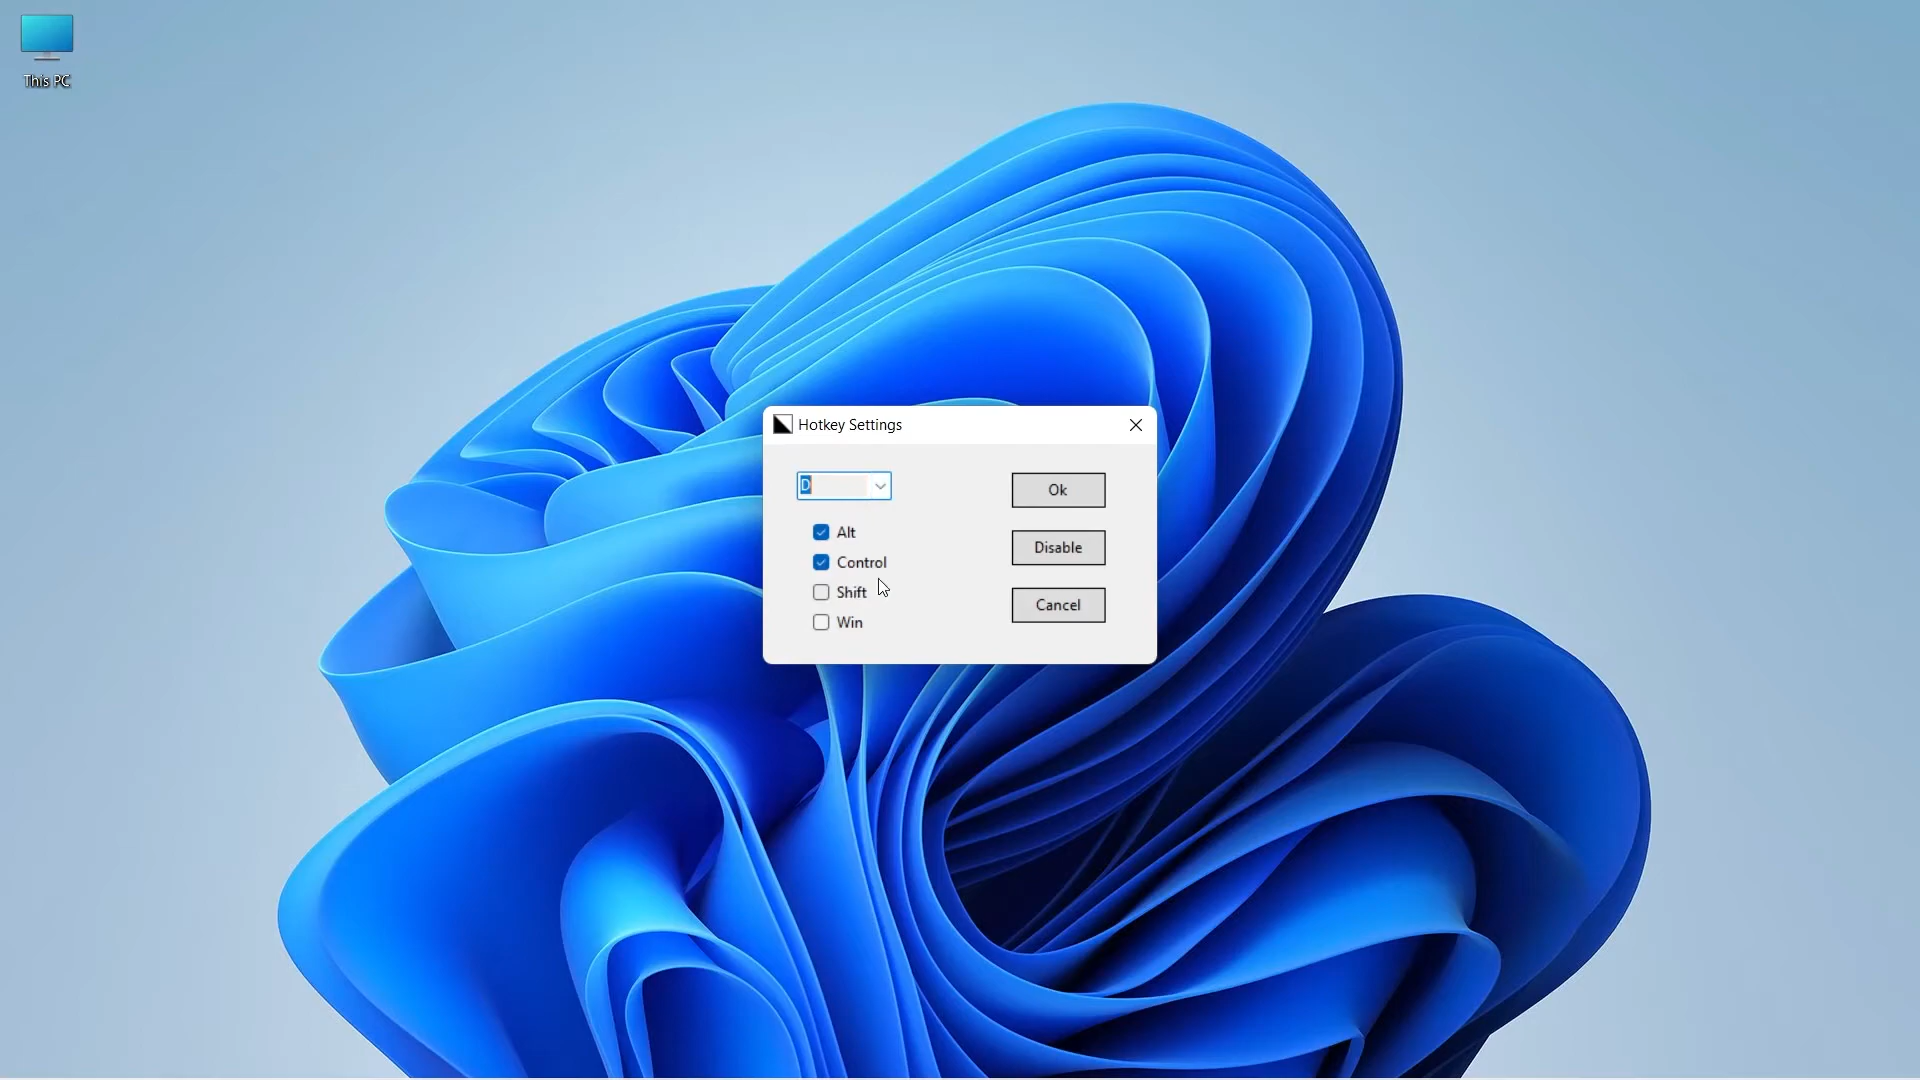 This PC
Hotkey Settings
D
Ok
Alt
Disable
Control
Shift
Cancel
Win